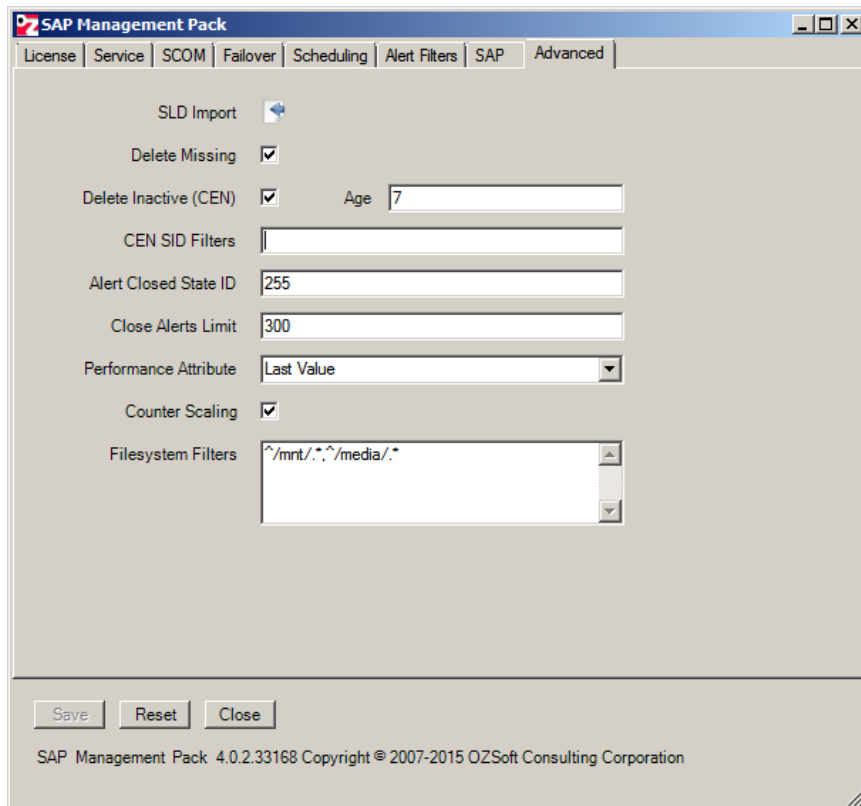 SAP Management Pack
License Service SCOM Failover Scheduling Alert Filters SAP Advanced
SLD Import
Delete Missing
Delete Inactive (CEN) Age 7
CEN SID Filters
Alert Closed State ID 255
Close Alerts Limit 300
Performance Attribute Last Value
Counter Scaling
Filesystem Filters ^/mnt/.*,^/media/.*
Save Reset Close
SAP Management Pack 4.0.2.33168 Copyright © 2007-2015 OZSoft Consulting Corporation